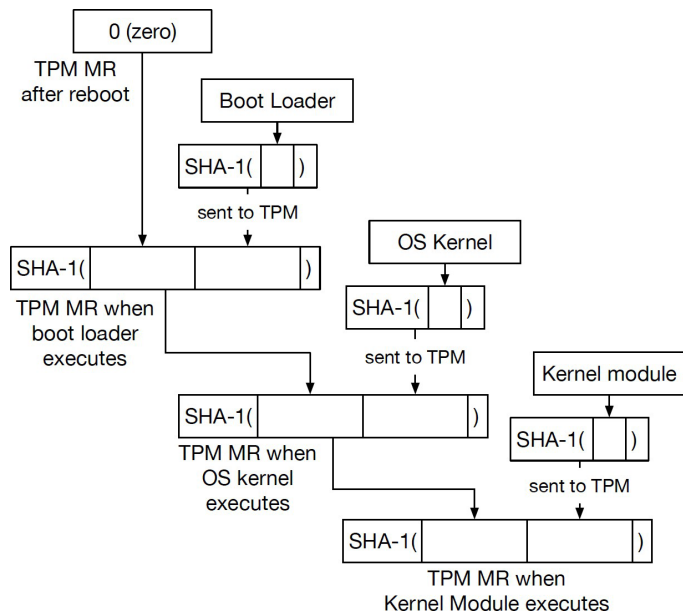 0 (zero)
TPM MR
after reboot
Boot Loader
SHA-1( )
sent to TPM
SHA-1( )
TPM MR when
boot loader
executes
OS Kernel
SHA-1( )
sent to TPM
SHA-1( )
TPM MR when
OS kernel
executes
Kernel module
SHA-1( )
sent to TPM
SHA-1( )
TPM MR when
Kernel Module executes